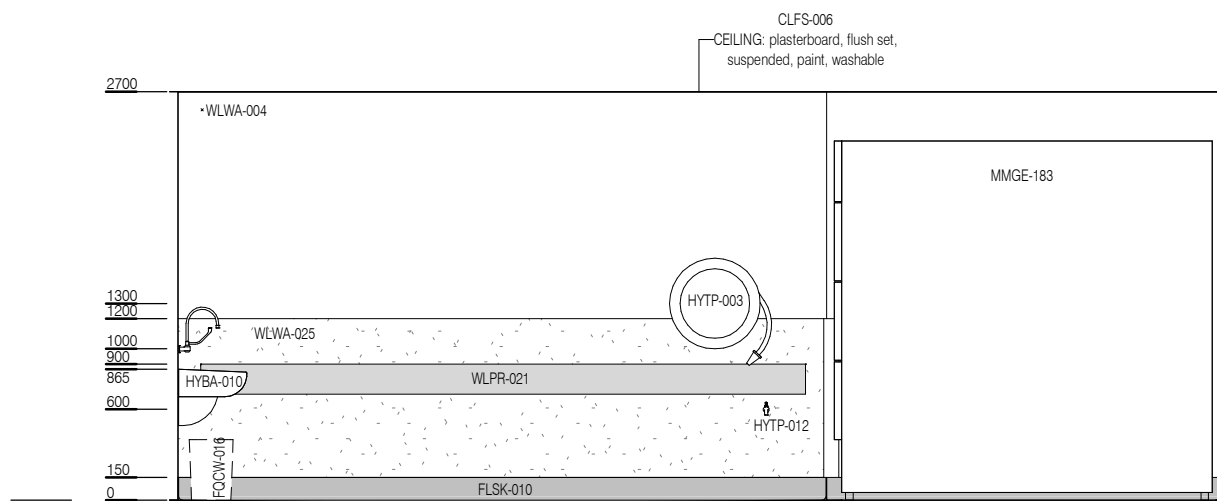 CLFS-006
CEILING: plasterboard, flush set,
suspended, paint, washable
2700
WLWA-004
MMGE-183
1300
HYTP-003
1200
WLWA-025
1000
900
865
HYBA-010
WLPR-021
600
HYTP-012
FQCW-016
150
FLSK-010
0